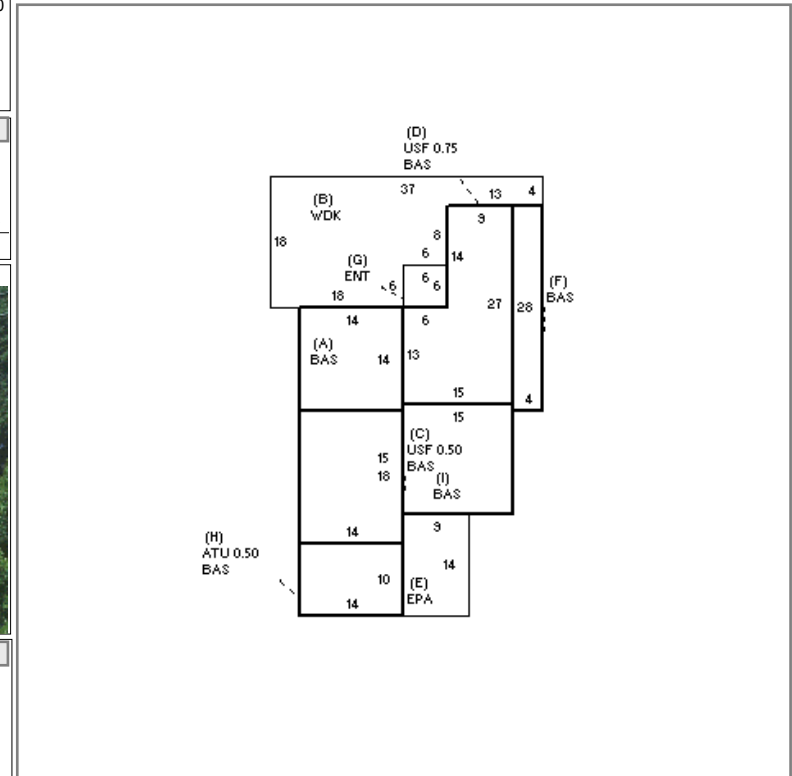 (D)
USF 0.75
BAS
37
13
4
(B)
WDK
9
18
8
6
14
(G)
ENT
6
6
6
(F)
BAS
18
27
28
14
6
(A)
BAS
14
13
15
4
15
(C)
USF 0.50
BAS
15
18
(I)
BAS
14
9
(H)
ATU 0.50
BAS
14
10
(E)
EPA
14